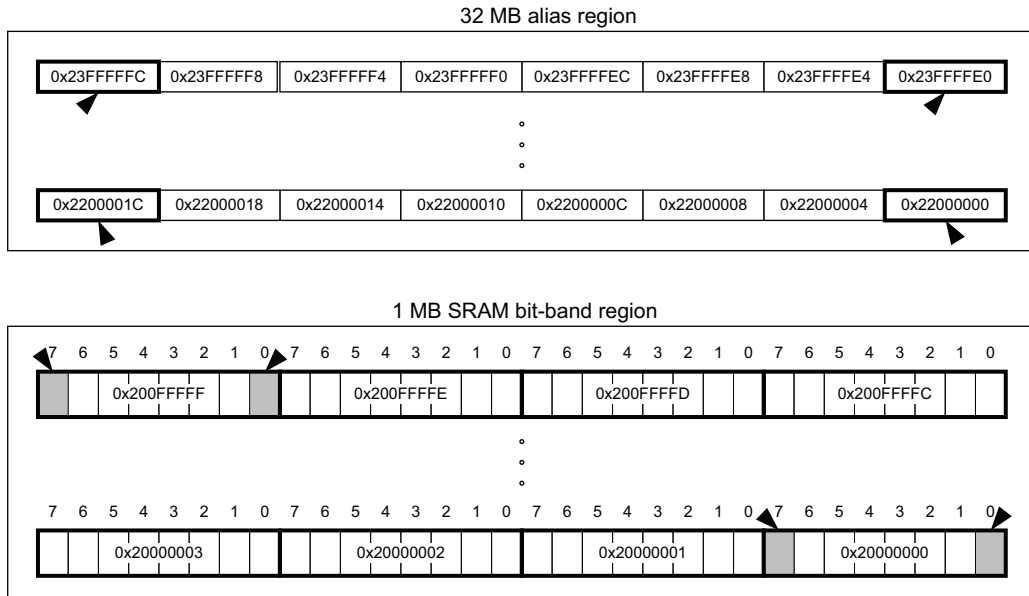 32 MB alias region
0x23FFFFFC 0x23FFFFF8 0x23FFFFF4 0x23FFFFF0 0x23FFFFEC 0x23FFFFE8 0x23FFFFE4 0x23FFFFE0
0x2200001C 0x22000018 0x22000014 0x22000010 0x2200000C 0x22000008 0x22000004 0x22000000
1 MB SRAM bit-band region
7 6 5 4 3 2 1 0 7 6 5 4 3 2 1 0 7 6 5 4 3 2 1 0 7 6 5 4 3 2 1 0
0x200FFFFF 0x200FFFFE 0x200FFFFD 0x200FFFFC
7 6 5 4 3 2 1 0 7 6 5 4 3 2 1 0 7 6 5 4 3 2 1 0 7 6 5 4 3 2 1 0
0x20000003 0x20000002 0x20000001 0x20000000